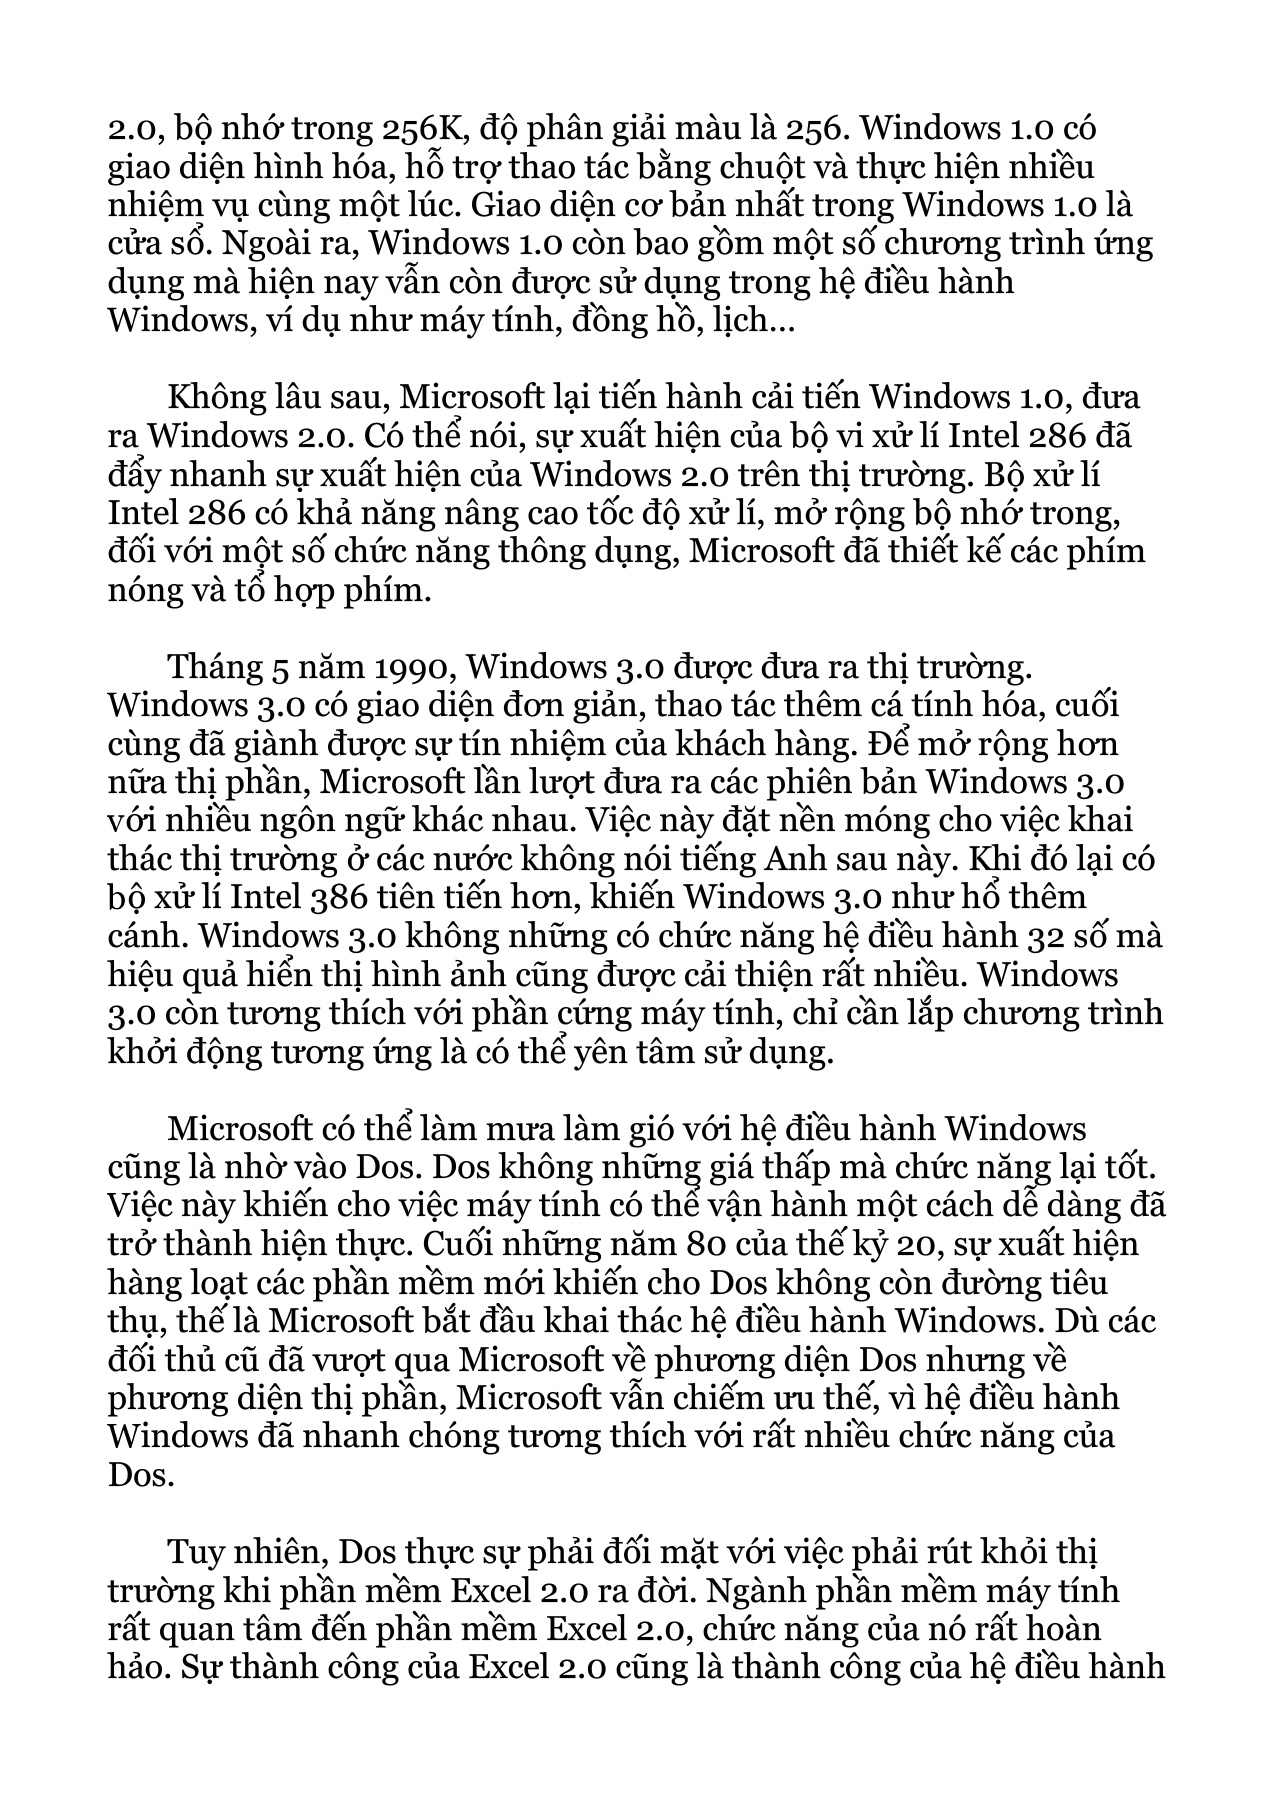 2.0, bộ nhớ trong 256K, độ phân giải màu là 256. Windows 1.0 có
giao diện hình hóa, hỗ trợ thao tác bằng chuột và thực hiện nhiều
nhiệm vụ cùng một lúc. Giao diện cơ bản nhất trong Windows 1.0 là
cửa sổ. Ngoài ra, Windows 1.0 còn bao gồm một số chương trình ứng
dụng mà hiện nay vẫn còn được sử dụng trong hệ điều hành
Windows, ví dụ như máy tính, đồng hồ, lịch...
Không lâu sau, Microsoft lại tiến hành cải tiến Windows 1.0, đưa
ra Windows 2.0. Có thể nói, sự xuất hiện của bộ vi xử lí Intel 286 đã
đẩy nhanh sự xuất hiện của Windows 2.0 trên thị trường. Bộ xử lí
Intel 286 có khả năng nâng cao tốc độ xử lí, mở rộng bộ nhớ trong,
đối với một số chức năng thông dụng, Microsoft đã thiết kế các phím
nóng và tổ hợp phím.
Tháng 5 năm 1990, Windows 3.0 được đưa ra thị trường.
Windows 3.0 có giao diện đơn giản, thao tác thêm cá tính hóa, cuối
cùng đã giành được sự tín nhiệm của khách hàng. Để mở rộng hơn
nữa thị phần, Microsoft lần lượt đưa ra các phiên bản Windows 3.0
với nhiều ngôn ngữ khác nhau. Việc này đặt nền móng cho việc khai
thác thị trường ở các nước không nói tiếng Anh sau này. Khi đó lại có
bộ xử lí Intel 386 tiên tiến hơn, khiến Windows 3.0 như hổ thêm
cánh. Windows 3.0 không những có chức năng hệ điều hành 32 số mà
hiệu quả hiển thị hình ảnh cũng được cải thiện rất nhiều. Windows
3.0 còn tương thích với phần cứng máy tính, chỉ cần lắp chương trình
khởi động tương ứng là có thể yên tâm sử dụng.
Microsoft có thể làm mưa làm gió với hệ điều hành Windows
cũng là nhờ vào Dos. Dos không những giá thấp mà chức năng lại tốt.
Việc này khiến cho việc máy tính có thể vận hành một cách dễ dàng đã
trở thành hiện thực. Cuối những năm 80 của thế kỷ 20, sự xuất hiện
hàng loạt các phần mềm mới khiến cho Dos không còn đường tiêu
thụ, thế là Microsoft bắt đầu khai thác hệ điều hành Windows. Dù các
đối thủ cũ đã vượt qua Microsoft về phương diện Dos nhưng về
phương diện thị phần, Microsoft vẫn chiếm ưu thế, vì hệ điều hành
Windows đã nhanh chóng tương thích với rất nhiều chức năng của
Dos.
Tuy nhiên, Dos thực sự phải đối mặt với việc phải rút khỏi thị
trường khi phần mềm Excel 2.0 ra đời. Ngành phần mềm máy tính
rất quan tâm đến phần mềm Excel 2.0, chức năng của nó rất hoàn
hảo. Sự thành công của Excel 2.0 cũng là thành công của hệ điều hành